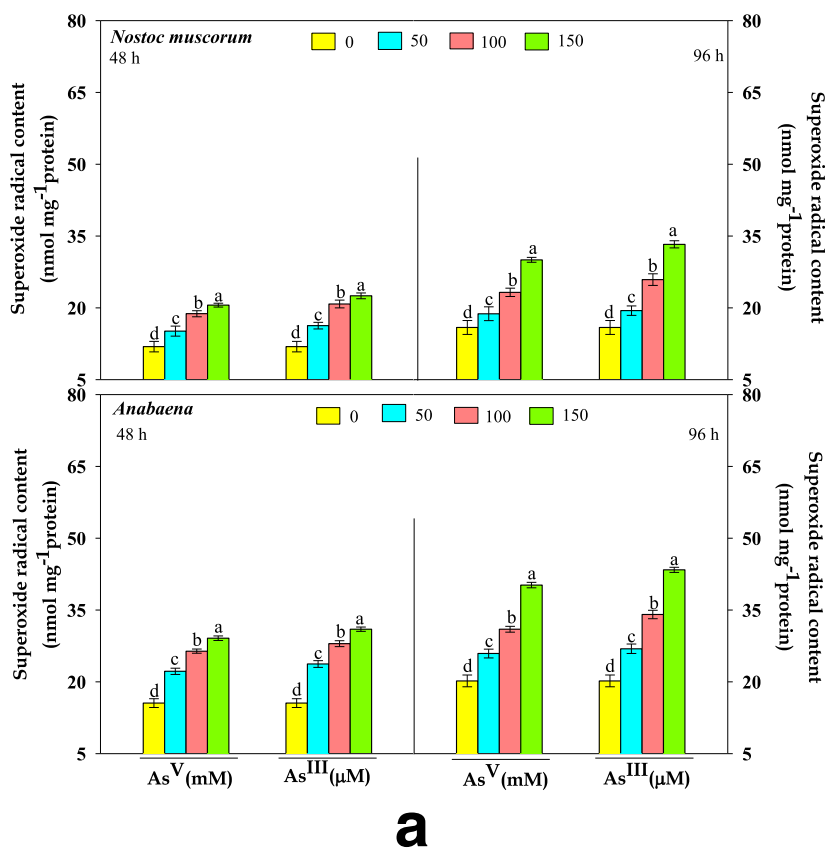 Nostoc muscorum
48 h
0 50 100 150
96 h
80
65
50
35
20
5
Superoxide radical content
(nmol mg-1protein)
d c b a
d c b a
d c b a
d c b a
80
65
50
35
20
5
Superoxide radical content
(nmol mg-1protein)
Anabaena
48 h
0 50 100 150
96 h
80
65
50
35
20
5
Superoxide radical content
(nmol mg-1protein)
d c b a
d c b a
d c b a
d c b a
80
65
50
35
20
5
Superoxide radical content
(nmol mg-1protein)
AsV(mM) AsIII(μM) AsV(mM) AsIII(μM)
a